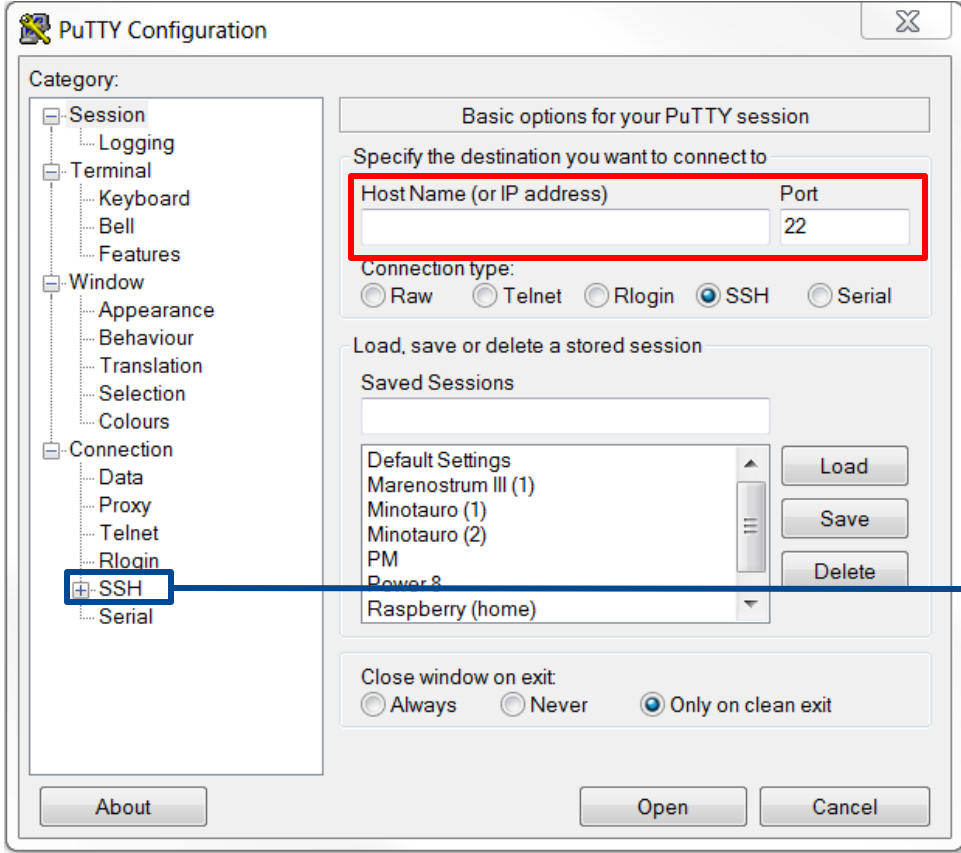 PuTTY Configuration
Category:
Session
Logging
Terminal
Keyboard
Bell
Features
Window
Appearance
Behaviour
Translation
Selection
Colours
Connection
Data
Proxy
Telnet
Rlogin
SSH
Serial
Basic options for your PuTTY session
Specify the destination you want to connect to
Host Name (or IP address) Port
22
Connection type:
Raw Telnet Rlogin SSH Serial
Load, save or delete a stored session
Saved Sessions
Default Settings
Marenostrum III (1)
Minotauro (1)
Minotauro (2)
PM
Power 8
Raspberry (home)
Load
Save
Delete
Close window on exit:
Always Never Only on clean exit
About Open Cancel